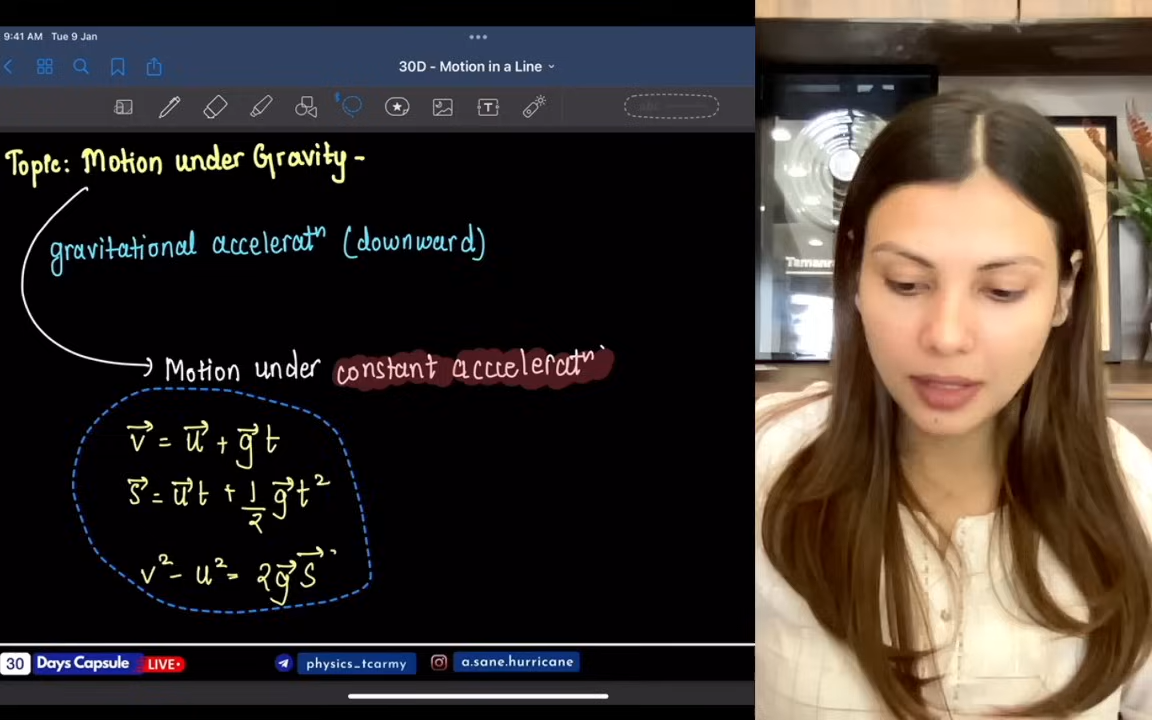 9:41 AM Tue 9 Jan
30D - Motion in a Line
Topic: Motion under Gravity -
gravitational acceleratⁿ (downward)
Motion under constant accceleratⁿ
v⃗ = u⃗ + g⃗ t
s⃗ = u⃗t + 1/2 g⃗t²
v² - u² = 2g⃗ s⃗
30 Days Capsule LIVE
physics_tcarmy
a.sane.hurricane